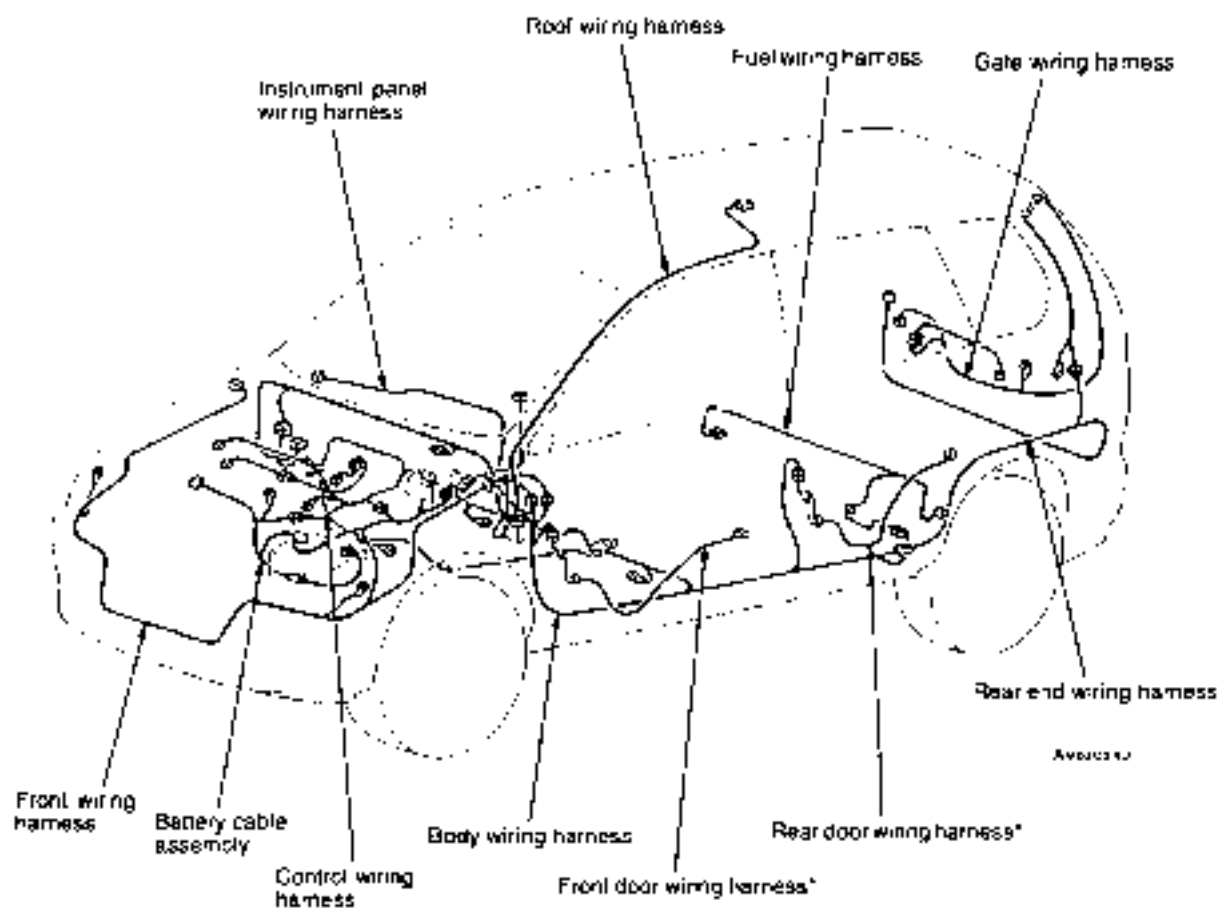 Roof wiring harness
Fuel wiring harness
Gate wiring harness
Instrument panel
wiring harness
Rear end wiring harness
Front wiring
harness
Battery cable
assembly
Control wiring
harness
Body wiring harness
Front door wiring harness*
Rear door wiring harness*